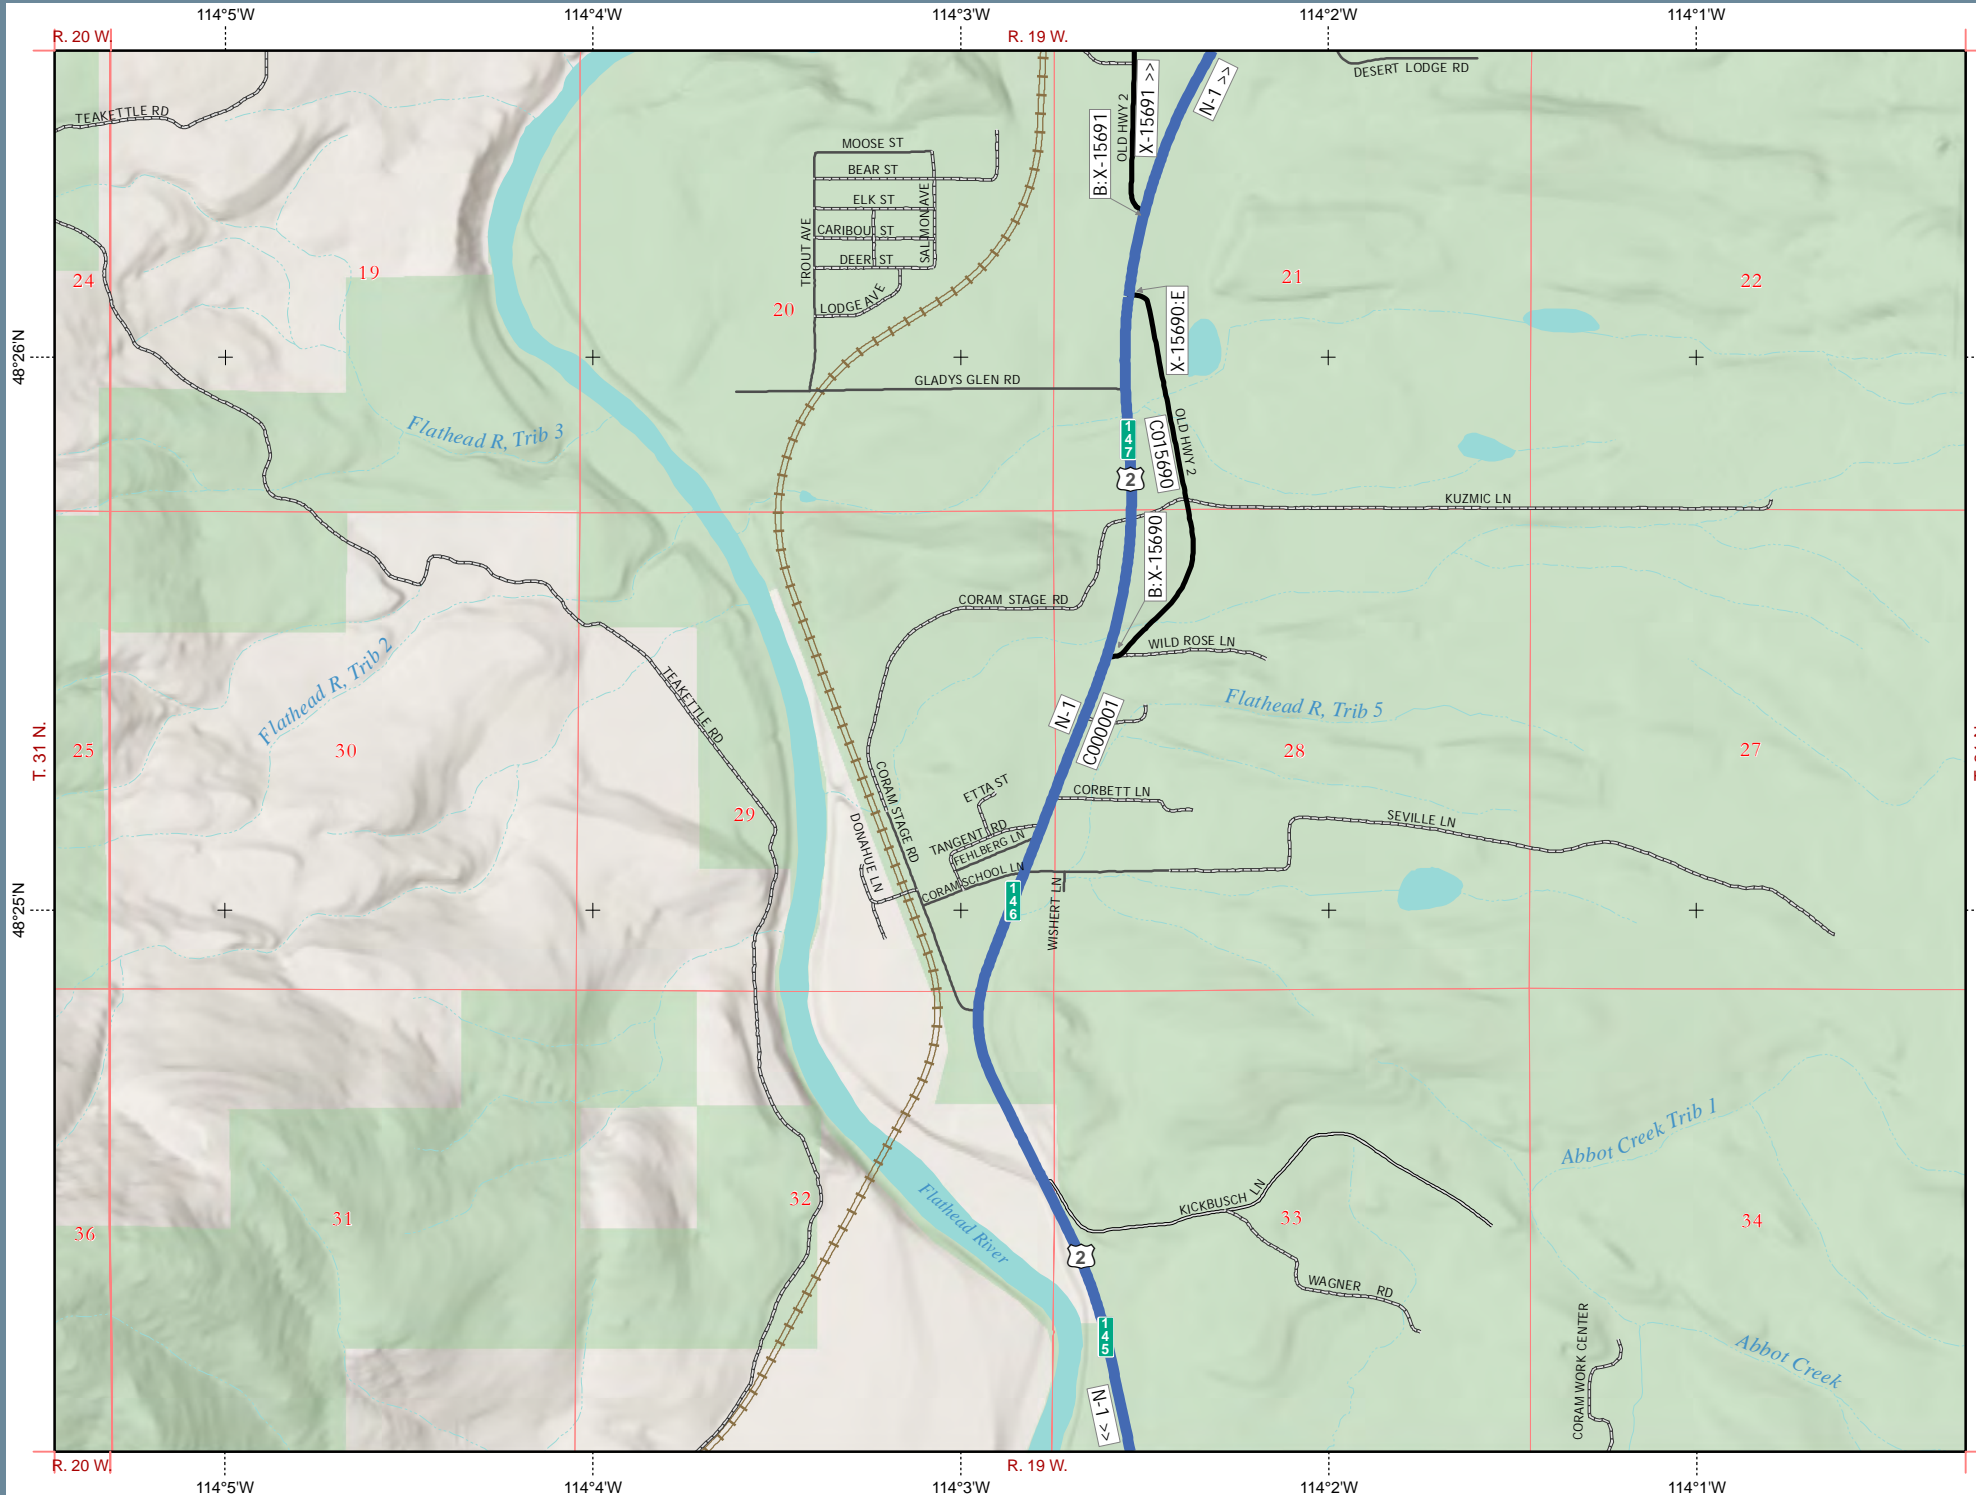 114°5'W
114°4'W
114°3'W
114°2'W
114°1'W
R. 20 W.
R. 19 W.
DESERT LODGE RD
N-1 >>
X-15691 >>
OLD HWY 2
B:X-15691
TEAKETTLE RD
MOOSE ST
BEAR ST
ELK ST
CARIBOU ST
DEER ST
LODGE AVE
TROUT AVE
SALMON AVE
24
19
20
21
22
X-15690:E
48°26'N
GLADYS GLEN RD
Flathead R, Trib 3
147
2
C015690
OLD HWY 2
KUZMIC LN
B:X-15690
CORAM STAGE RD
WILD ROSE LN
Flathead R, Trib 2
TEAKETTLE RD
Flathead R, Trib 5
N-1
C000001
T. 31 N.
25
30
29
28
27
CORAM STAGE RD
ETTA ST
CORBETT LN
SEVILLE LN
DONAHUE LN
TANGENT RD
FEHLBERG LN
CORAM SCHOOL LN
WISHERT LN
146
48°25'N
Abbot Creek Trib 1
KICKBUSCH LN
36
31
32
33
34
Flathead River
2
WAGNER RD
145
Abbot Creek
CORAM WORK CENTER
N-1 <<
R. 20 W.
R. 19 W.
114°5'W
114°4'W
114°3'W
114°2'W
114°1'W